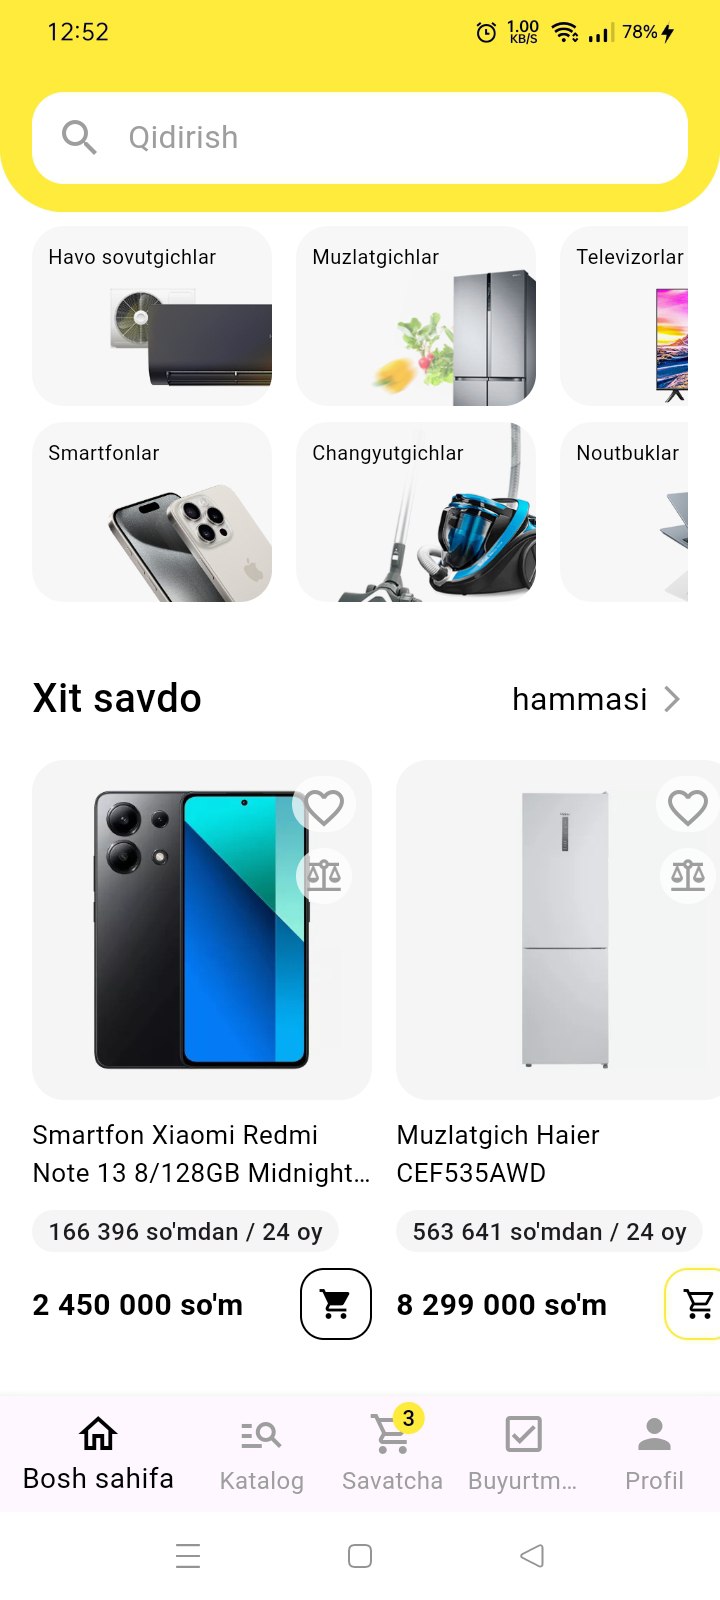 12:52
1.00
KB/S
78%
Qidirish
Havo sovutgichlar
Muzlatgichlar
Televizorlar
Smartfonlar
Changyutgichlar
Noutbuklar
Xit savdo
hammasi
Smartfon Xiaomi Redmi
Note 13 8/128GB Midnight...
166 396 so'mdan / 24 oy
2 450 000 so'm
Muzlatgich Haier
CEF535AWD
563 641 so'mdan / 24 oy
8 299 000 so'm
3
Bosh sahifa
Katalog
Savatcha
Buyurtm...
Profil